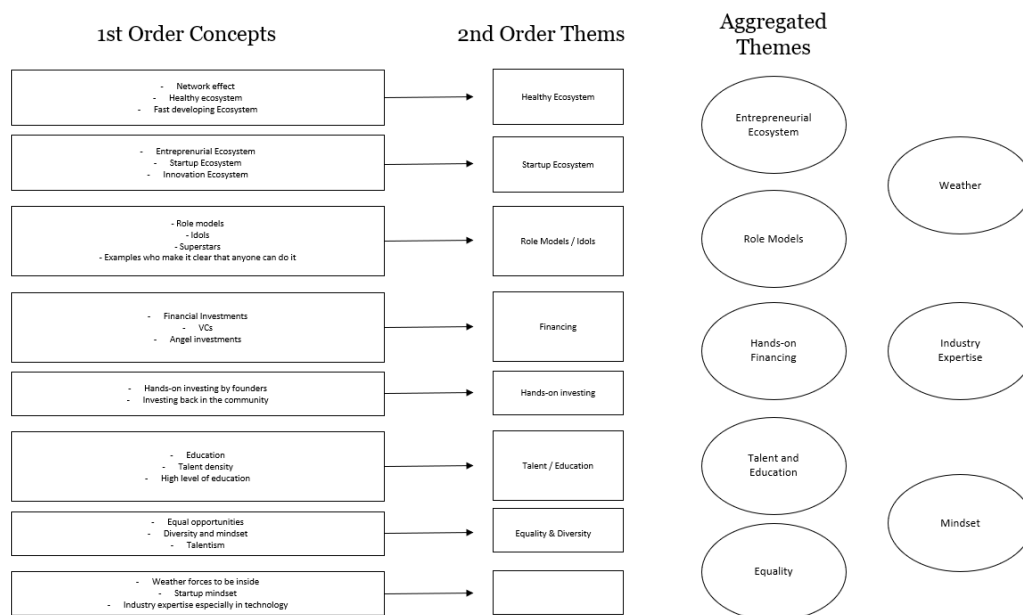 1st Order Concepts
2nd Order Thems
Aggregated
Themes
- Network effect
- Healthy ecosystem
- Fast developing Ecosystem
Healthy Ecosystem
Entrepreneurial
Ecosystem
- Entreprenurial Ecosystem
- Startup Ecosystem
- Innovation Ecosystem
Startup Ecosystem
Weather
- Role models
- Idols
- Superstars
- Examples who make it clear that anyone can do it
Role Models / Idols
Role Models
- Financial Investments
- VCs
- Angel investments
Financing
Hands-on
Financing
Industry
Expertise
- Hands-on investing by founders
- Investing back in the community
Hands-on investing
- Education
- Talent density
- High level of education
Talent / Education
Talent and
Education
- Equal opportunities
- Diversity and mindset
- Talentism
Equality & Diversity
Mindset
Equality
- Weather forces to be inside
- Startup mindset
- Industry expertise especially in technology